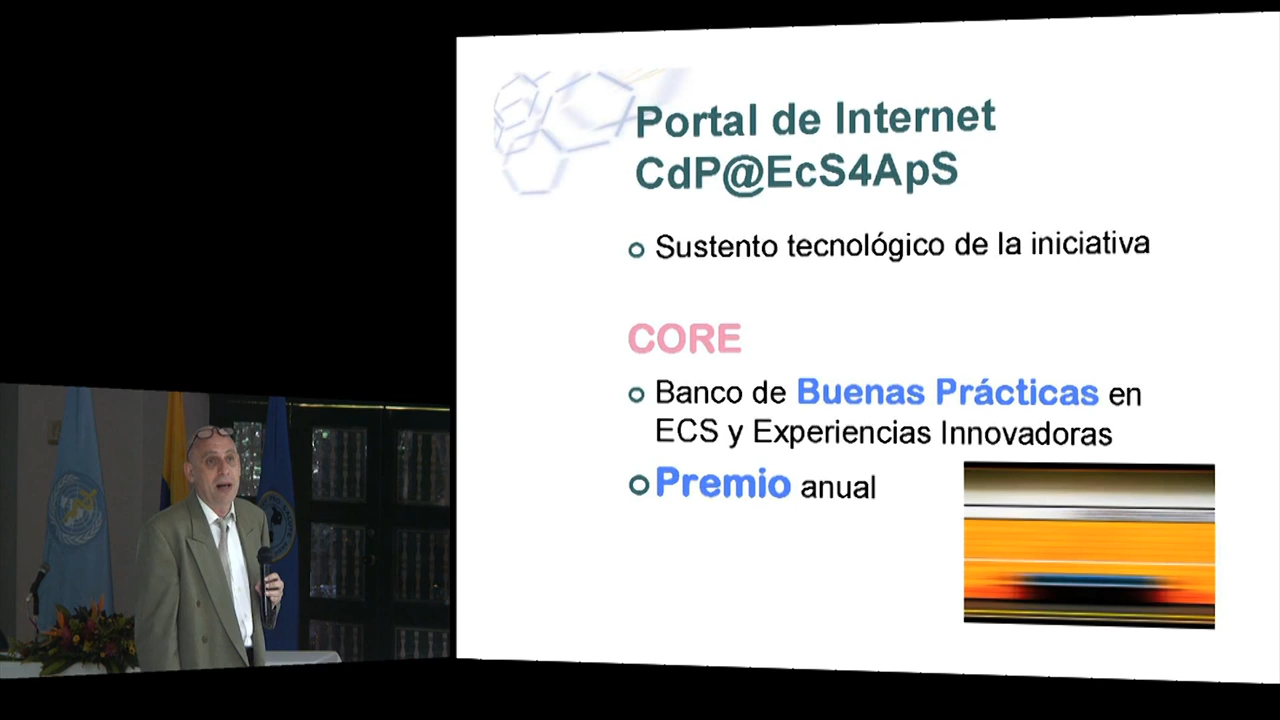 Portal de Internet
CdP@EcS4ApS
Sustento tecnológico de la iniciativa
CORE
Banco de Buenas Prácticas en
ECS y Experiencias Innovadoras
Premio anual